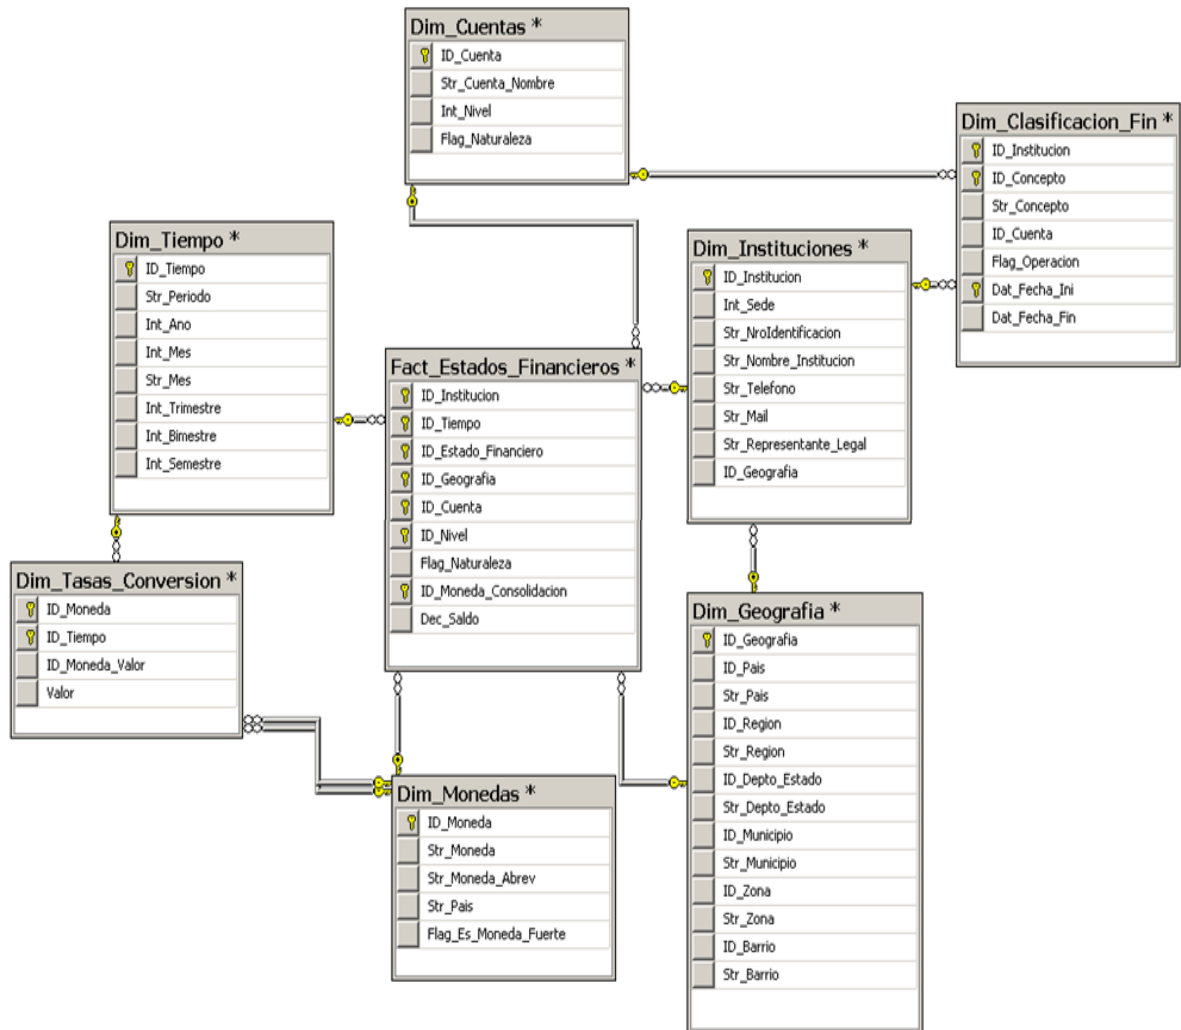 Dim_Cuentas *
ID_Cuenta
Str_Cuenta_Nombre
Int_Nivel
Flag_Naturaleza
Dim_Clasificacion_Fin *
ID_Institucion
ID_Concepto
Str_Concepto
ID_Cuenta
Flag_Operacion
Dat_Fecha_Ini
Dat_Fecha_Fin
Dim_Tiempo *
ID_Tiempo
Str_Periodo
Int_Ano
Int_Mes
Str_Mes
Int_Trimestre
Int_Bimestre
Int_Semestre
Dim_Instituciones *
ID_Institucion
Int_Sede
Str_NroIdentificacion
Str_Nombre_Institucion
Str_Telefono
Str_Mail
Str_Representante_Legal
ID_Geografia
Fact_Estados_Financieros *
ID_Institucion
ID_Tiempo
ID_Estado_Financiero
ID_Geografia
ID_Cuenta
ID_Nivel
Flag_Naturaleza
ID_Moneda_Consolidacion
Dec_Saldo
Dim_Tasas_Conversion *
ID_Moneda
ID_Tiempo
ID_Moneda_Valor
Valor
Dim_Geografia *
ID_Geografia
ID_Pais
Str_Pais
ID_Region
Str_Region
ID_Depto_Estado
Str_Depto_Estado
ID_Municipio
Str_Municipio
ID_Zona
Str_Zona
ID_Barrio
Str_Barrio
Dim_Monedas *
ID_Moneda
Str_Moneda
Str_Moneda_Abrev
Str_Pais
Flag_Es_Moneda_Fuerte